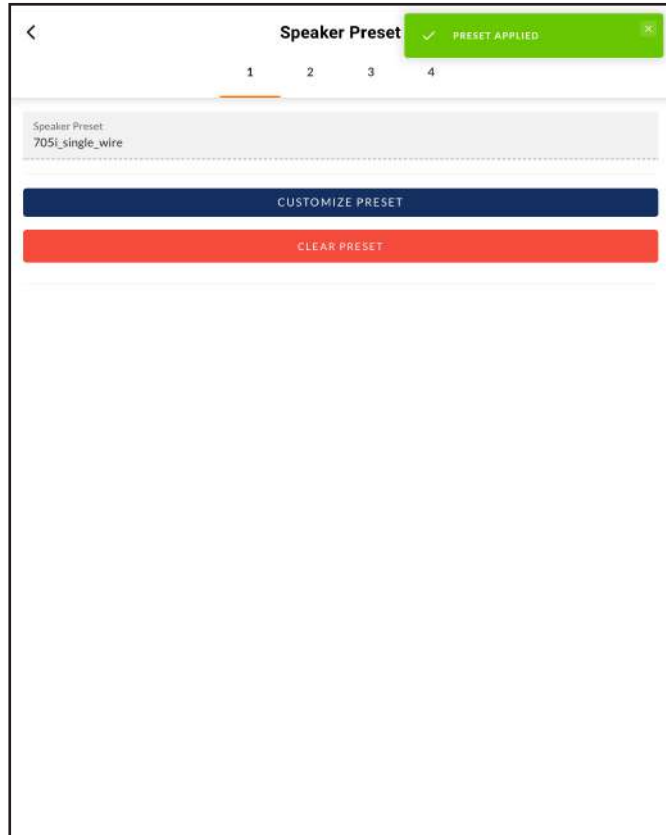 Speaker Preset
PRESET APPLIED
1 2 3 4
Speaker Preset
705i_single_wire
CUSTOMIZE PRESET
CLEAR PRESET